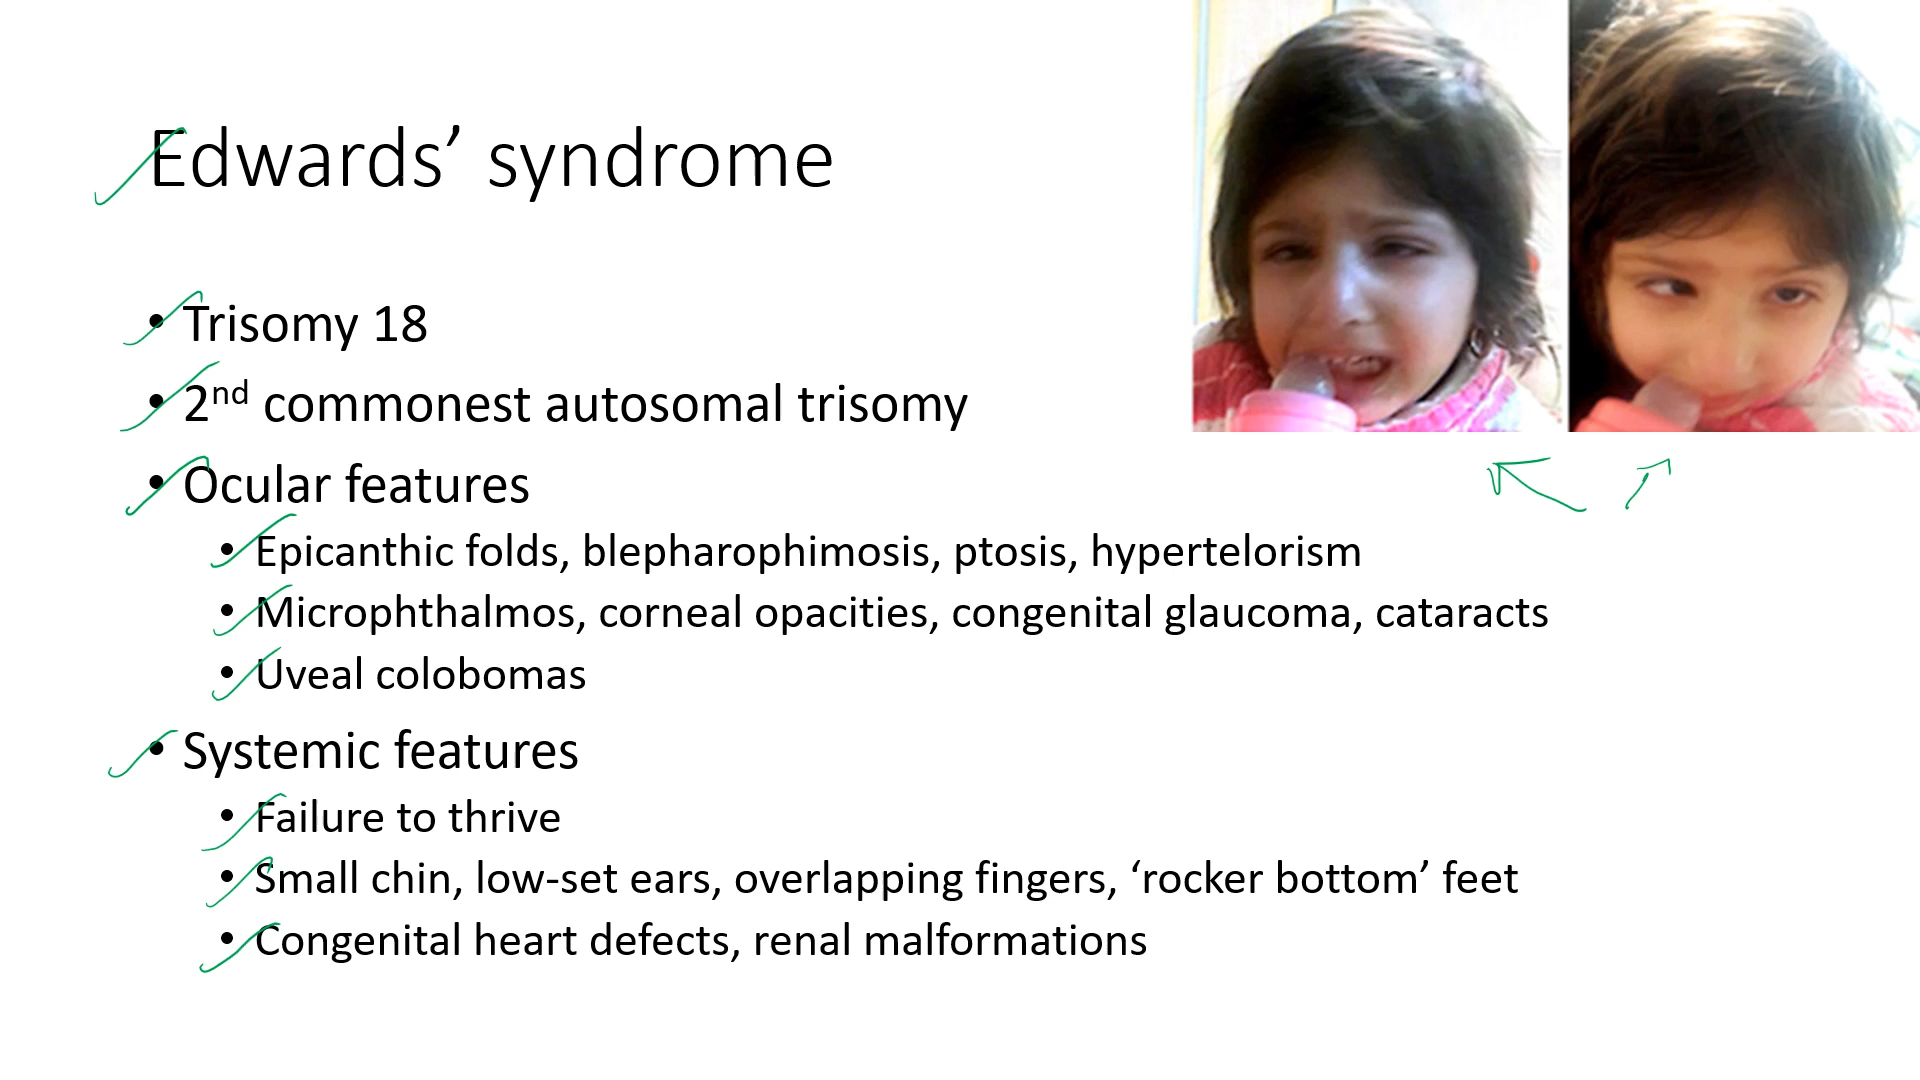 Edwards’ syndrome
• Trisomy 18
• 2nd commonest autosomal trisomy
• Ocular features
• Epicanthic folds, blepharophimosis, ptosis, hypertelorism
• Microphthalmos, corneal opacities, congenital glaucoma, cataracts
• Uveal colobomas
• Systemic features
• Failure to thrive
• Small chin, low-set ears, overlapping fingers, ‘rocker bottom’ feet
• Congenital heart defects, renal malformations